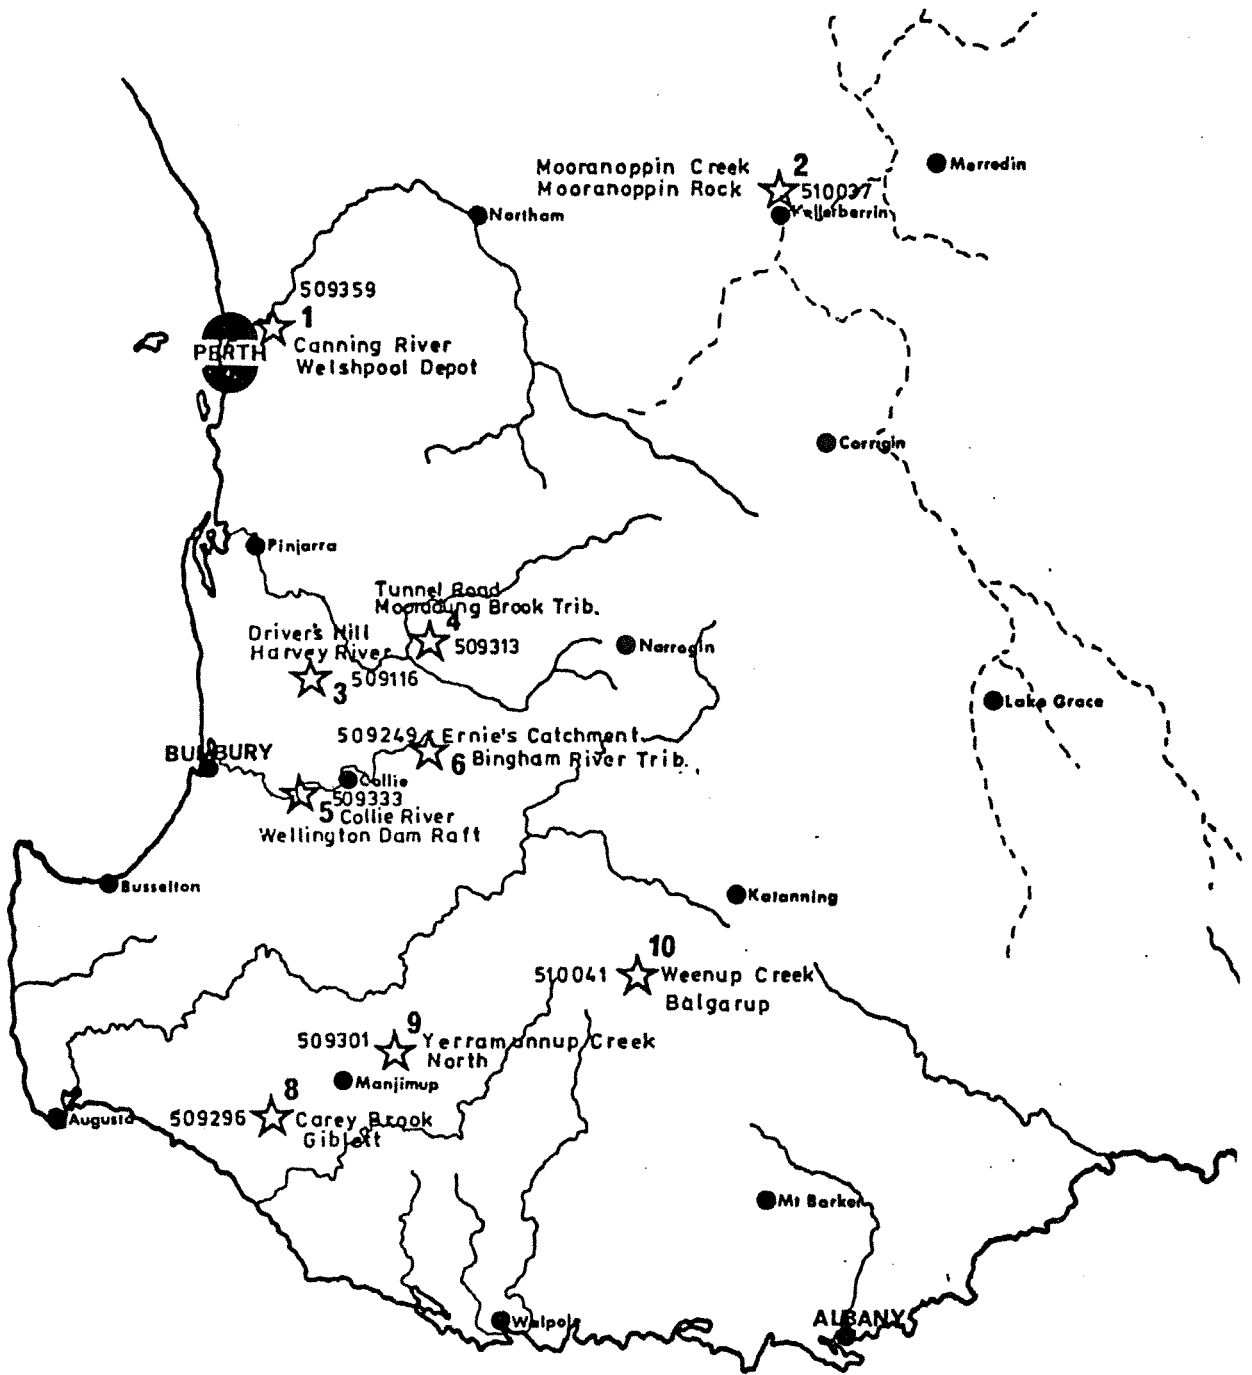 Mooranoppin Creek
Mooranoppin Rock
2
510037
Merredin
Kellerberrin
Northam
509359
1
PERTH
Canning River
Welshpool Depot
Corrigin
Pinjarra
Tunnel Road
Mooradung Brook Trib.
4
509313
Driver's Hill
Harvey River
3
509116
Narrogin
Lake Grace
509249
Ernie's Catchment
6
Bingham River Trib.
BUNBURY
Collie
509333
5
Collie River
Wellington Dam Raft
Busselton
Katanning
10
510041
Weenup Creek
Balgarup
9
509301
Yerramunnup Creek
North
Manjimup
8
509296
Carey Brook
Giblett
Augusta
Mt Barker
Walpole
ALBANY